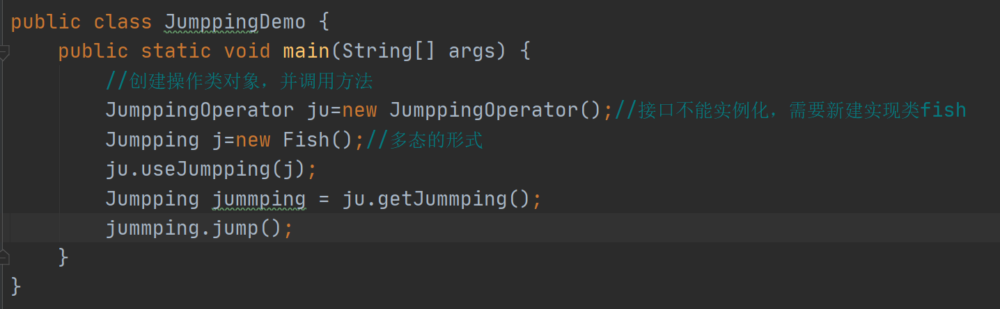 public class JumppingDemo {
public static void main(String[] args) {
//创建操作类对象，并调用方法
JumppingOperator ju=new JumppingOperator();//接口不能实例化，需要新建实现类fish
Jumpping j=new Fish();//多态的形式
ju.useJumpping(j);
Jumpping jummping = ju.getJummping();
jummping.jump();
}
}